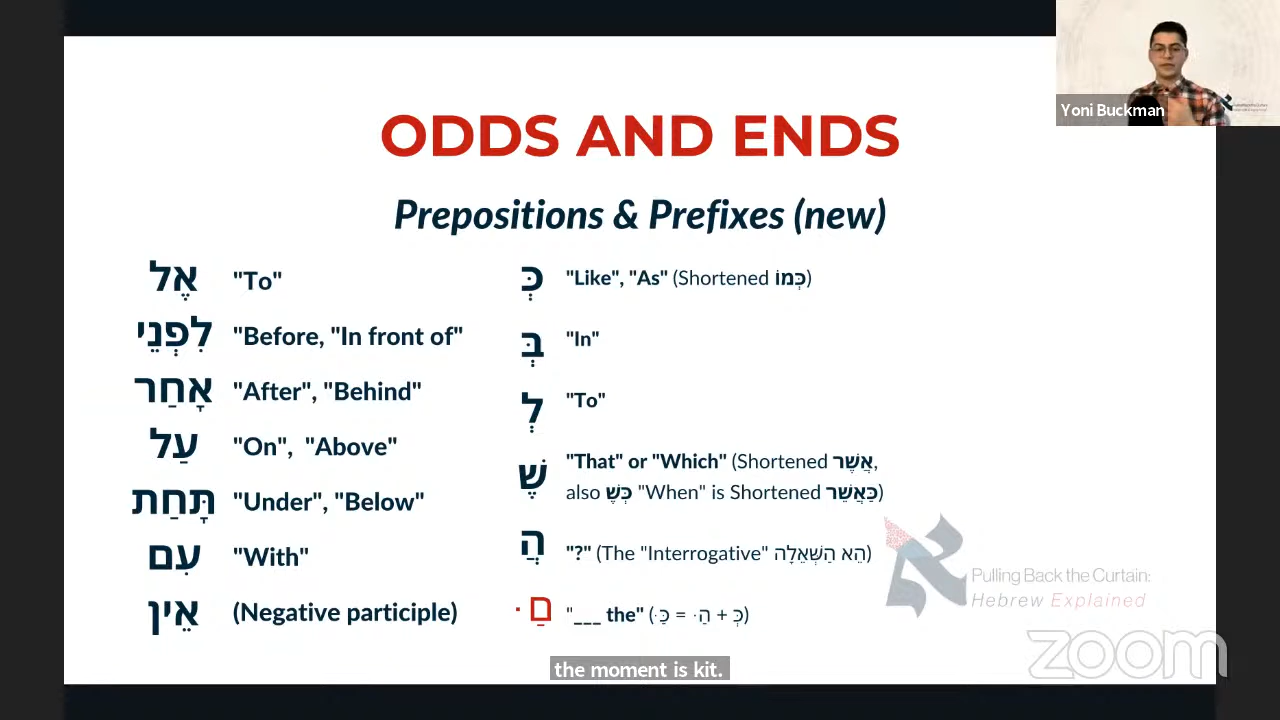 Yoni Buckman
ODDS AND ENDS
Prepositions & Prefixes (new)
אֶל "To"
לִפְנֵי "Before, "In front of"
אָחַר "After", "Behind"
עַל "On", "Above"
תָּחַת "Under", "Below"
עִם "With"
אֵין (Negative participle)
כְּ "Like", "As" (Shortened כְּמוֹ)
בְּ "In"
לְ "To"
שֶׁ "That" or "Which" (Shortened אֲשֶׁר,
also כְּשֶׁ "When" is Shortened כַּאֲשֵׁר)
הֲ "?" (The "Interrogative" הֵא הַשְּׁאֵלָה)
"___ the" (כְּ + הַ· = כַּ·)
Pulling Back the Curtain:
Hebrew Explained
zoom
the moment is kit.